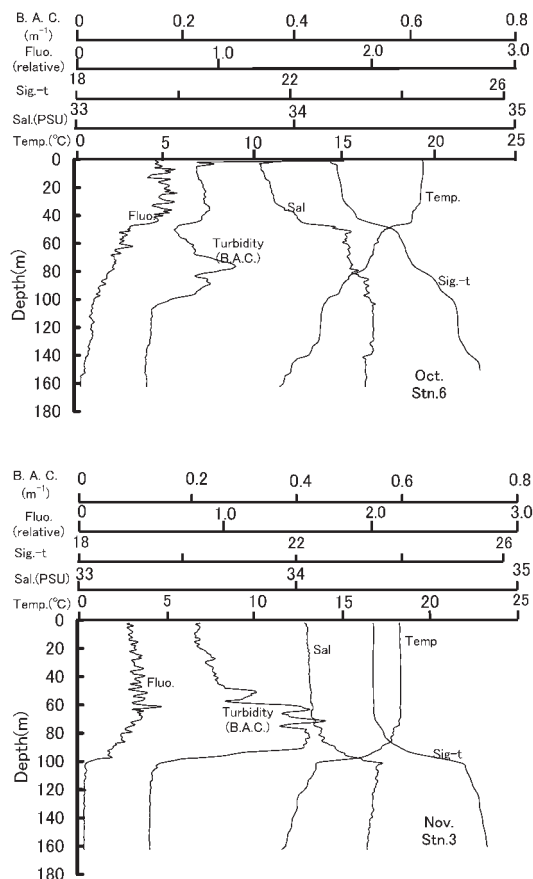 B. A. C. 0 0.2 0.4 0.6 0.8
(m⁻¹)
Fluo. 0 1.0 2.0 3.0
(relative)
18 22 26
Sig.-t
33 34 35
Sal.(PSU)
Temp.(℃) 0 5 10 15 20 25
0
20
40
60
80
100
120
140
160
180
Depth(m)
Fluo.
Turbidity
(B.A.C.)
Sal
Temp.
Sig-t
Oct.
Stn.6
B. A. C. 0 0.2 0.4 0.6 0.8
(m⁻¹)
Fluo. 0 1.0 2.0 3.0
(relative)
Sig-t 18 22 26
Sal.(PSU) 33 34 35
Temp.(℃) 0 5 10 15 20 25
0
20
40
60
80
100
120
140
160
180
Depth(m)
Fluo.
Turbidity
(B.A.C.)
Sal
Temp
Sig-t
Nov.
Stn.3